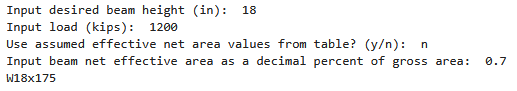 Input desired beam height (in):  18
Input load (kips):  1200
Use assumed effective net area values from table? (y/n):  n
Input beam net effective area as a decimal percent of gross area:  0.7
W18x175